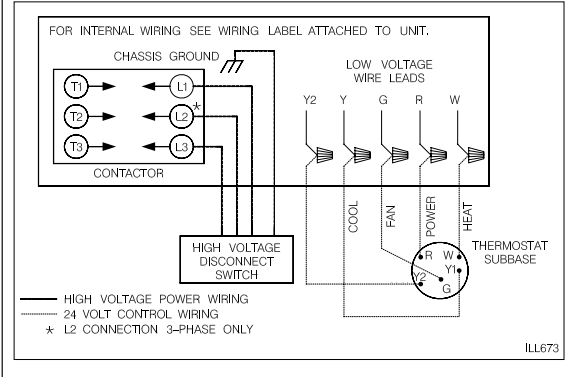 FOR INTERNAL WIRING SEE WIRING LABEL ATTACHED TO UNIT.
CHASSIS GROUND
LOW VOLTAGE
WIRE LEADS
T1 L1
Y2 Y G R W
*
T2 L2
T3 L3
CONTACTOR
COOL
FAN
POWER
HEAT
HIGH VOLTAGE
DISCONNECT
SWITCH
THERMOSTAT
SUBBASE
R W
Y2 Y1
G
HIGH VOLTAGE POWER WIRING
24 VOLT CONTROL WIRING
* L2 CONNECTION 3-PHASE ONLY
ILL673